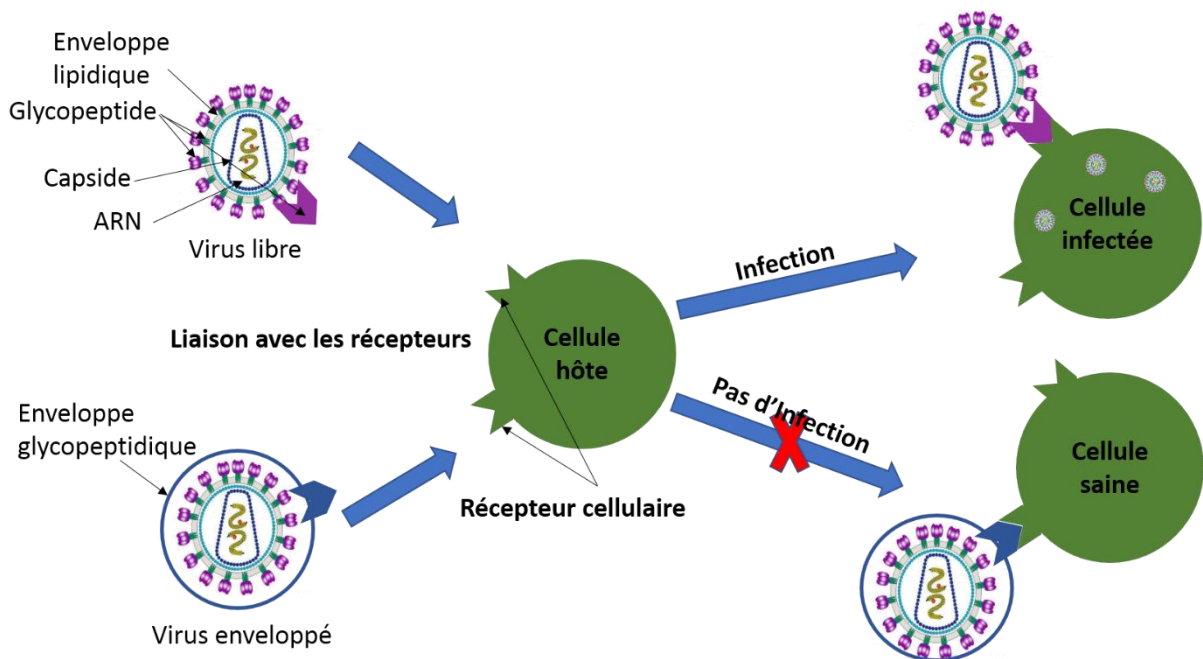 Enveloppe
lipidique
Glycopeptide
Capside
ARN
Virus libre
Liaison avec les récepteurs
Cellule
hôte
Infection
Cellule
infectée
Enveloppe
glycopeptidique
Virus enveloppé
Récepteur cellulaire
Pas d’Infection
Cellule
saine